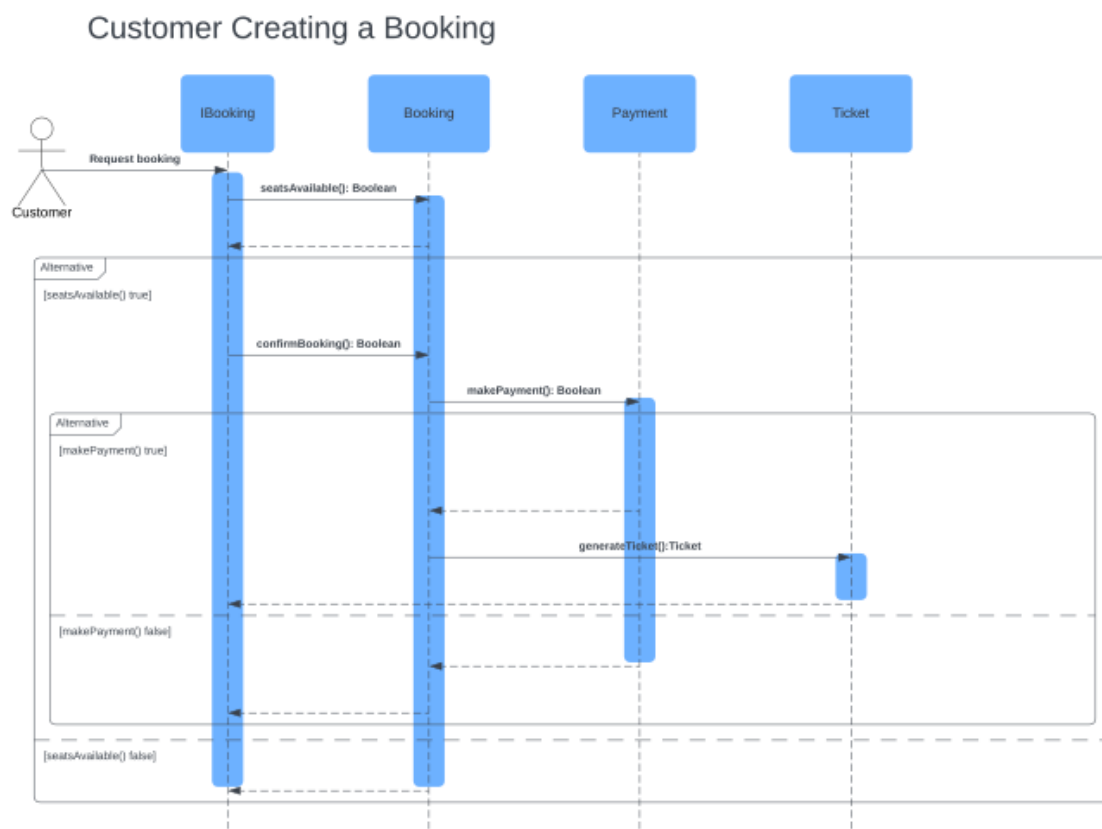 Customer Creating a Booking
IBooking
Booking
Payment
Ticket
Request booking
seatsAvailable(): Boolean
Customer
Alternative
[seatsAvailable() true]
confirmBooking(): Boolean
makePayment(): Boolean
Alternative
[makePayment() true]
generateTicket():Ticket
[makePayment() false]
[seatsAvailable() false]